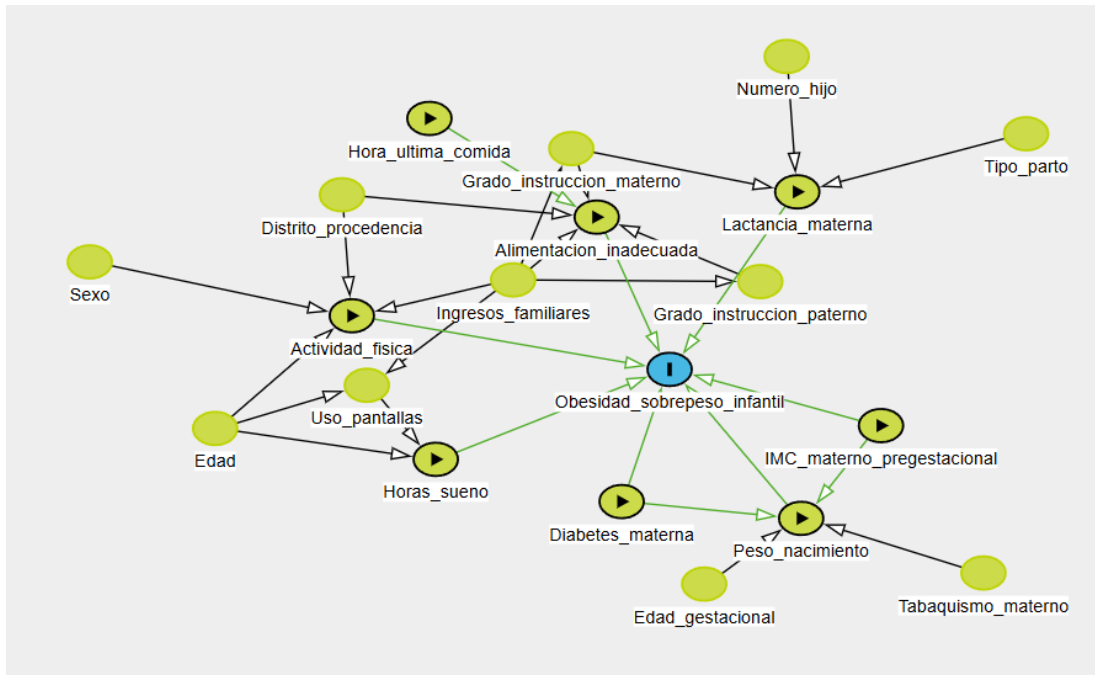 Numero_hijo
Hora_ultima_comida
Tipo_parto
Grado_instruccion_materno
Distrito_procedencia
Lactancia_materna
Alimentacion_inadecuada
Sexo
Ingresos_familiares
Grado_instruccion_paterno
Actividad_fisica
Obesidad_sobrepeso_infantil
Uso_pantallas
Edad
IMC_materno_pregestacional
Horas_sueno
Diabetes_materna
Peso_nacimiento
Tabaquismo_materno
Edad_gestacional